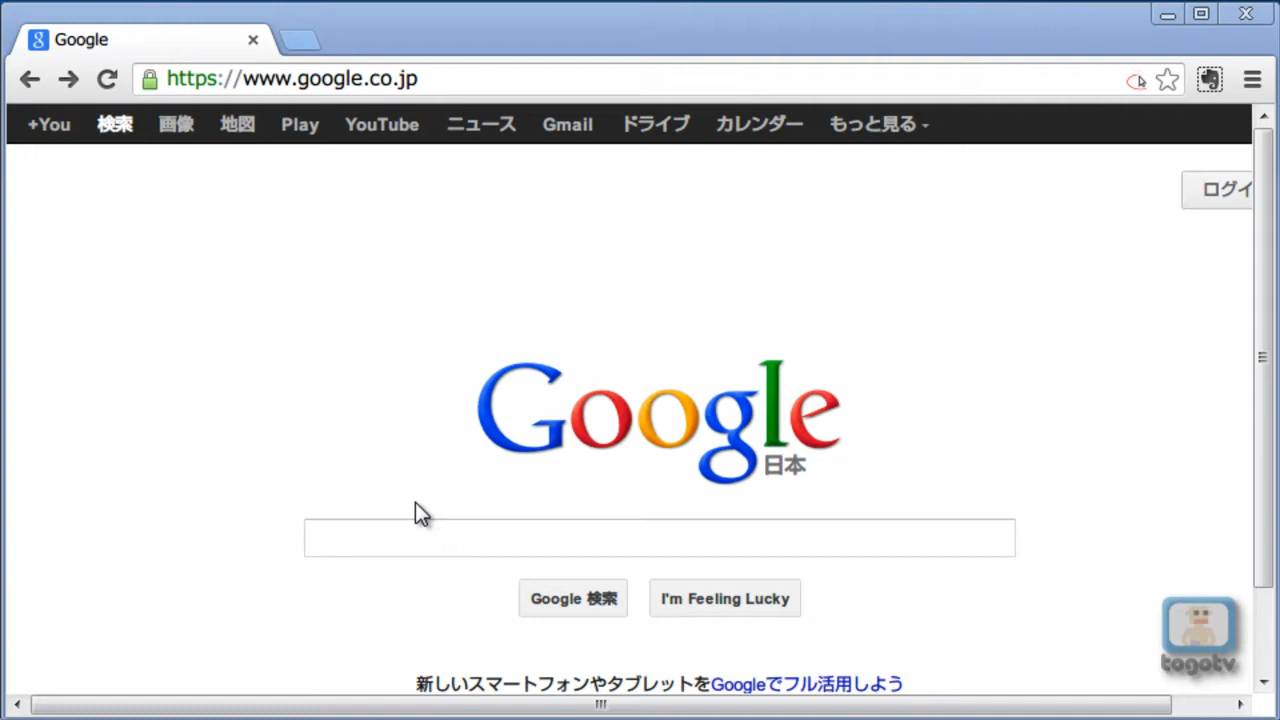 Google
https://www.google.co.jp
+You 検索 画像 地図 Play YouTube ニュース Gmail ドライブ カレンダー もっと見る
ログイ
Google
日本
Google 検索 I'm Feeling Lucky
新しいスマートフォンやタブレットをGoogleでフル活用しよう
togotv